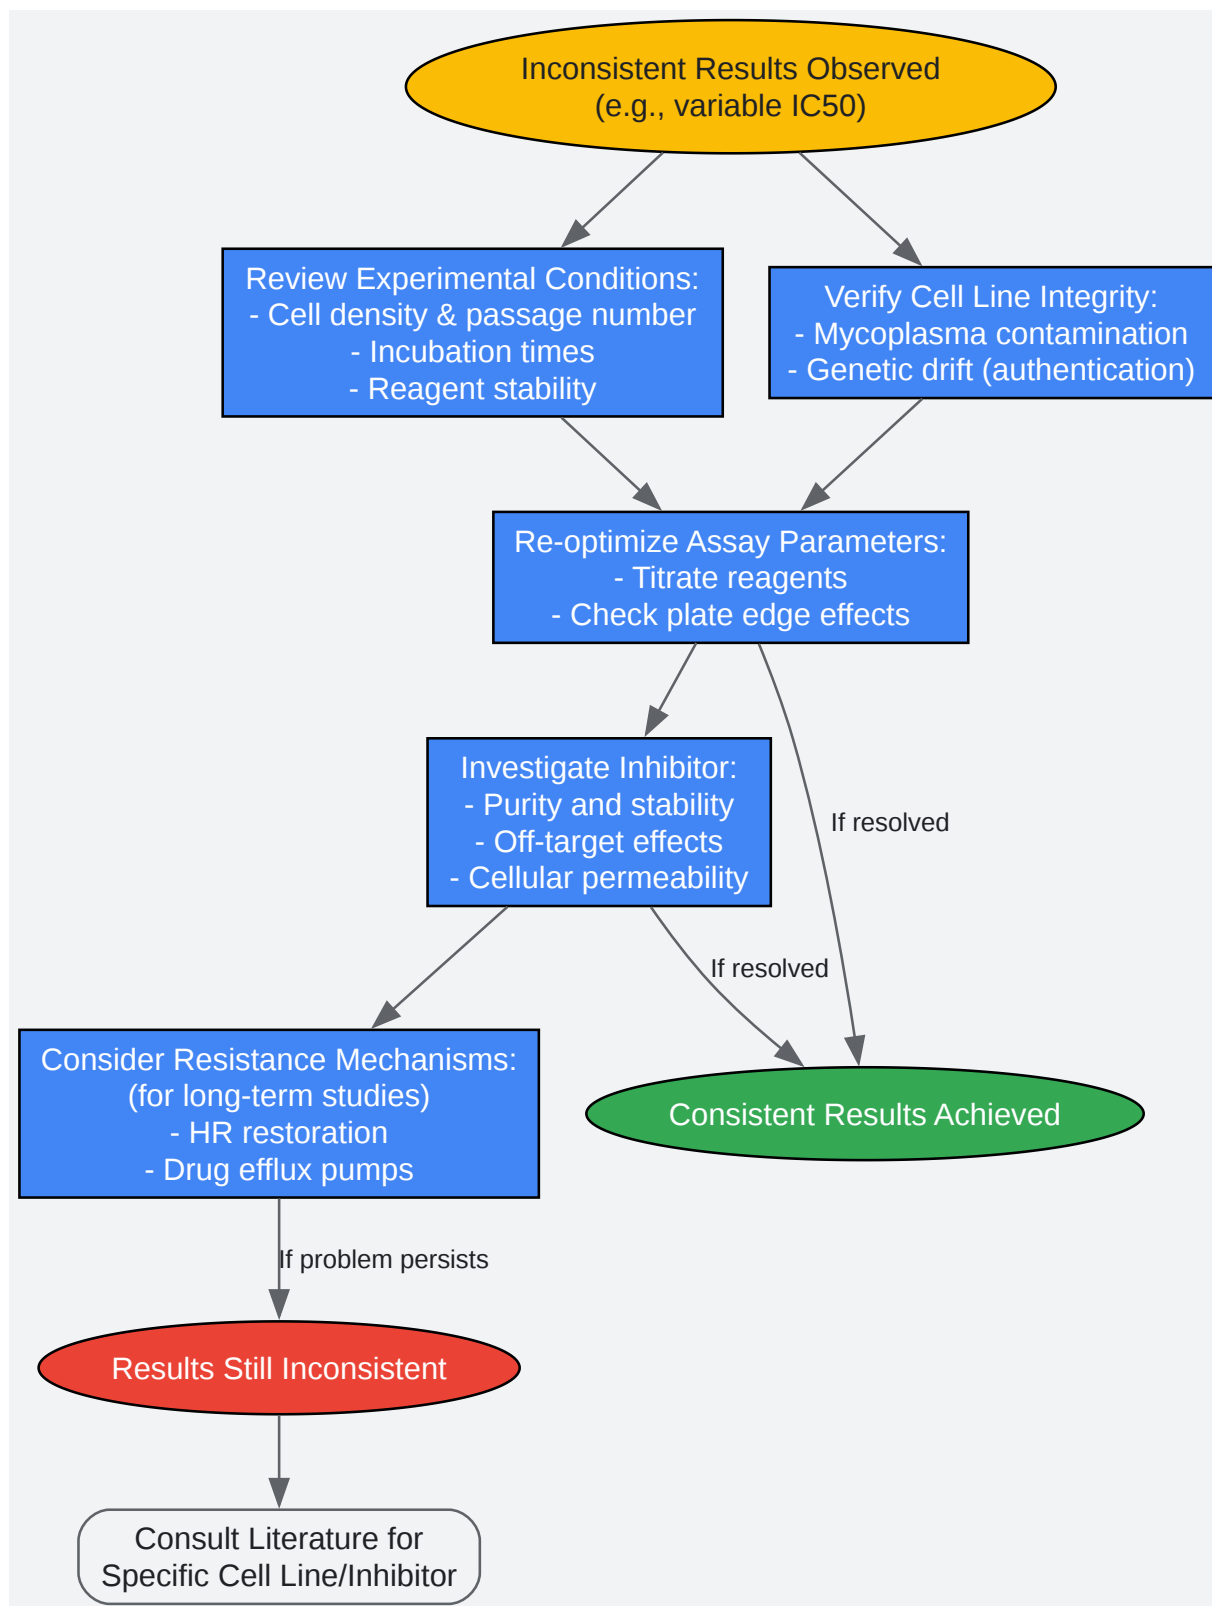 Inconsistent Results Observed
(e.g., variable IC50)
Review Experimental Conditions:
- Cell density & passage number
- Incubation times
- Reagent stability
Verify Cell Line Integrity:
- Mycoplasma contamination
- Genetic drift (authentication)
Re-optimize Assay Parameters:
- Titrate reagents
- Check plate edge effects
Investigate Inhibitor:
- Purity and stability
- Off-target effects
- Cellular permeability
If resolved
If resolved
Consider Resistance Mechanisms:
(for long-term studies)
- HR restoration
- Drug efflux pumps
Consistent Results Achieved
If problem persists
Results Still Inconsistent
Consult Literature for
Specific Cell Line/Inhibitor